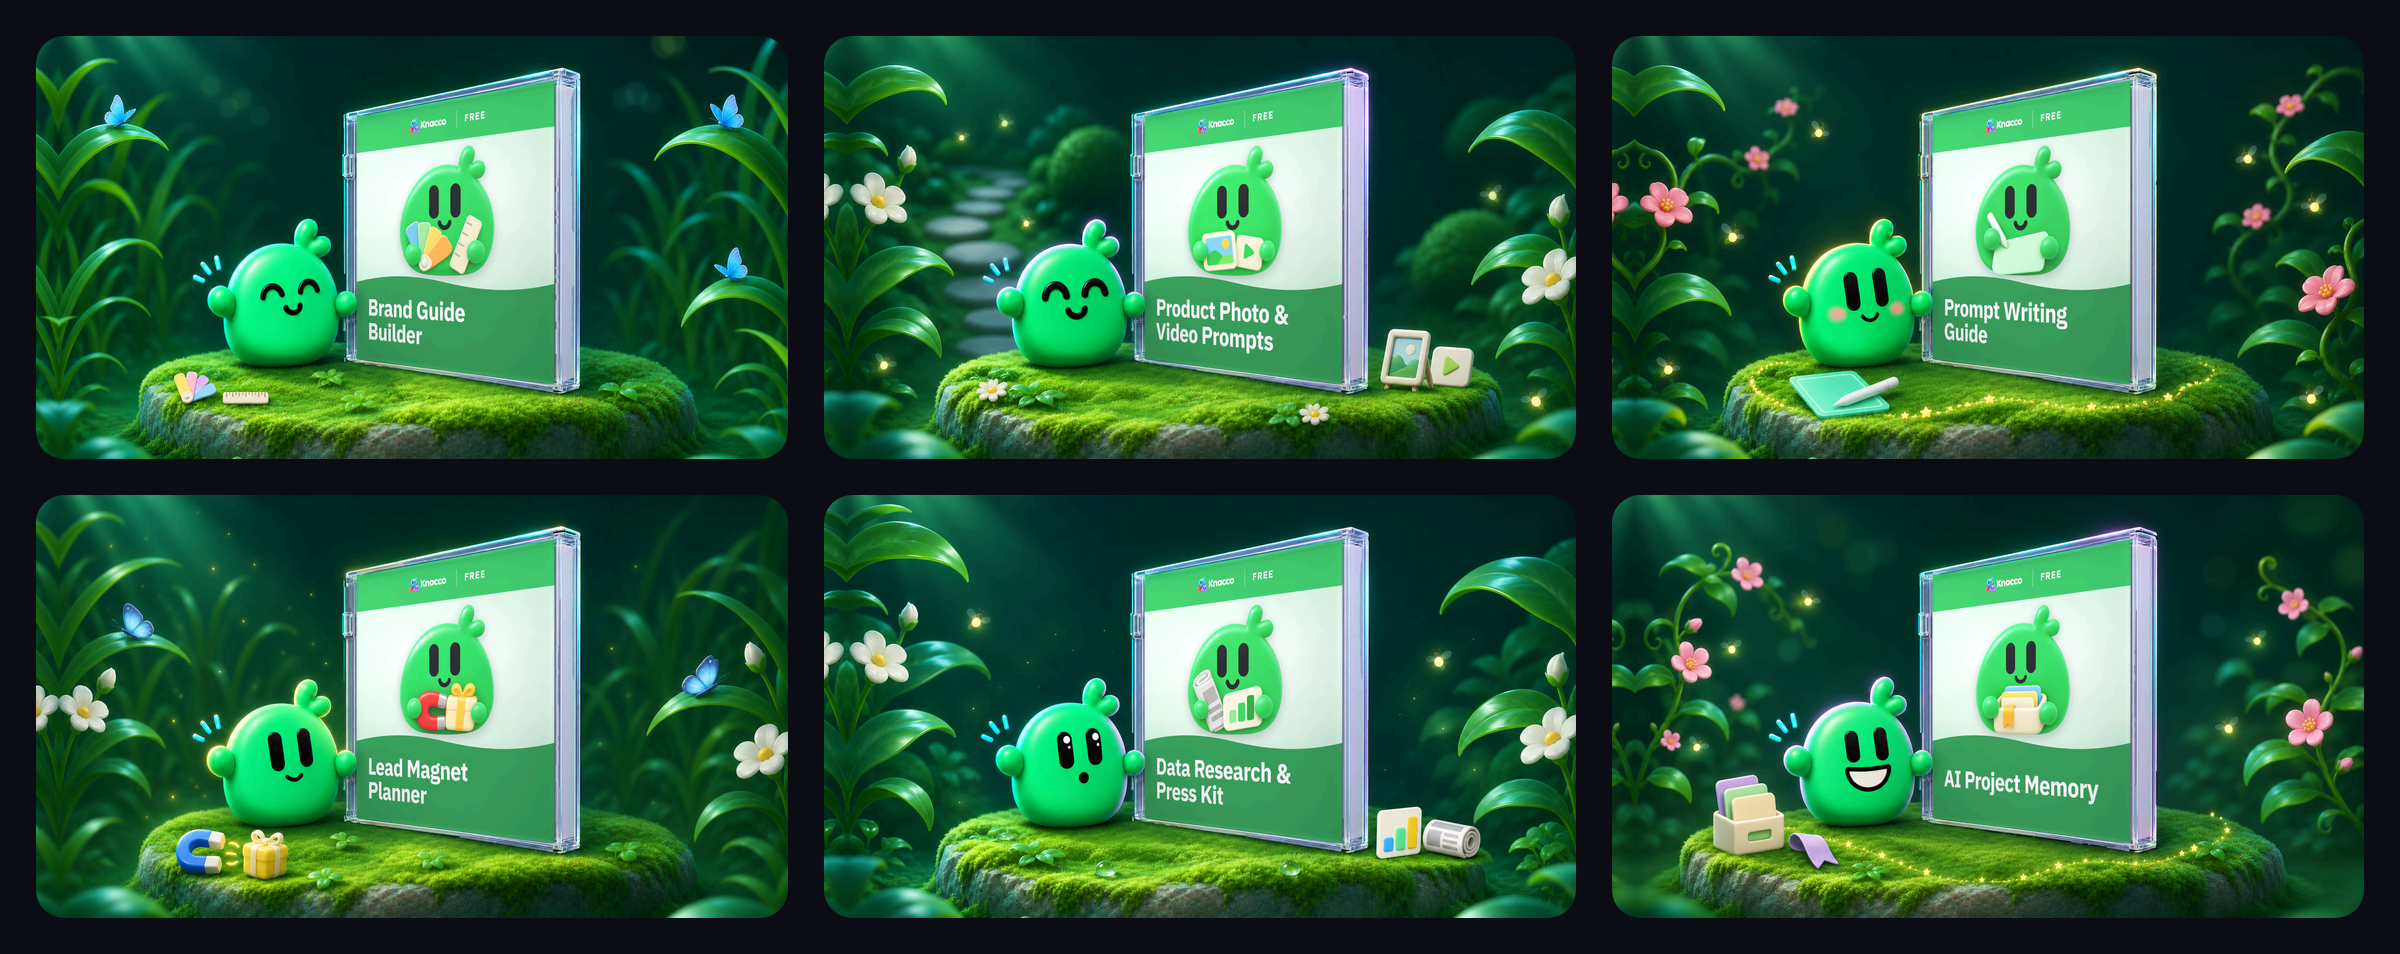 Knacco | FREE
Brand Guide
Builder
Knacco | FREE
Product Photo &
Video Prompts
Knacco | FREE
Prompt Writing
Guide
Knacco | FREE
Lead Magnet
Planner
Knacco | FREE
Data Research &
Press Kit
Knacco | FREE
AI Project Memory